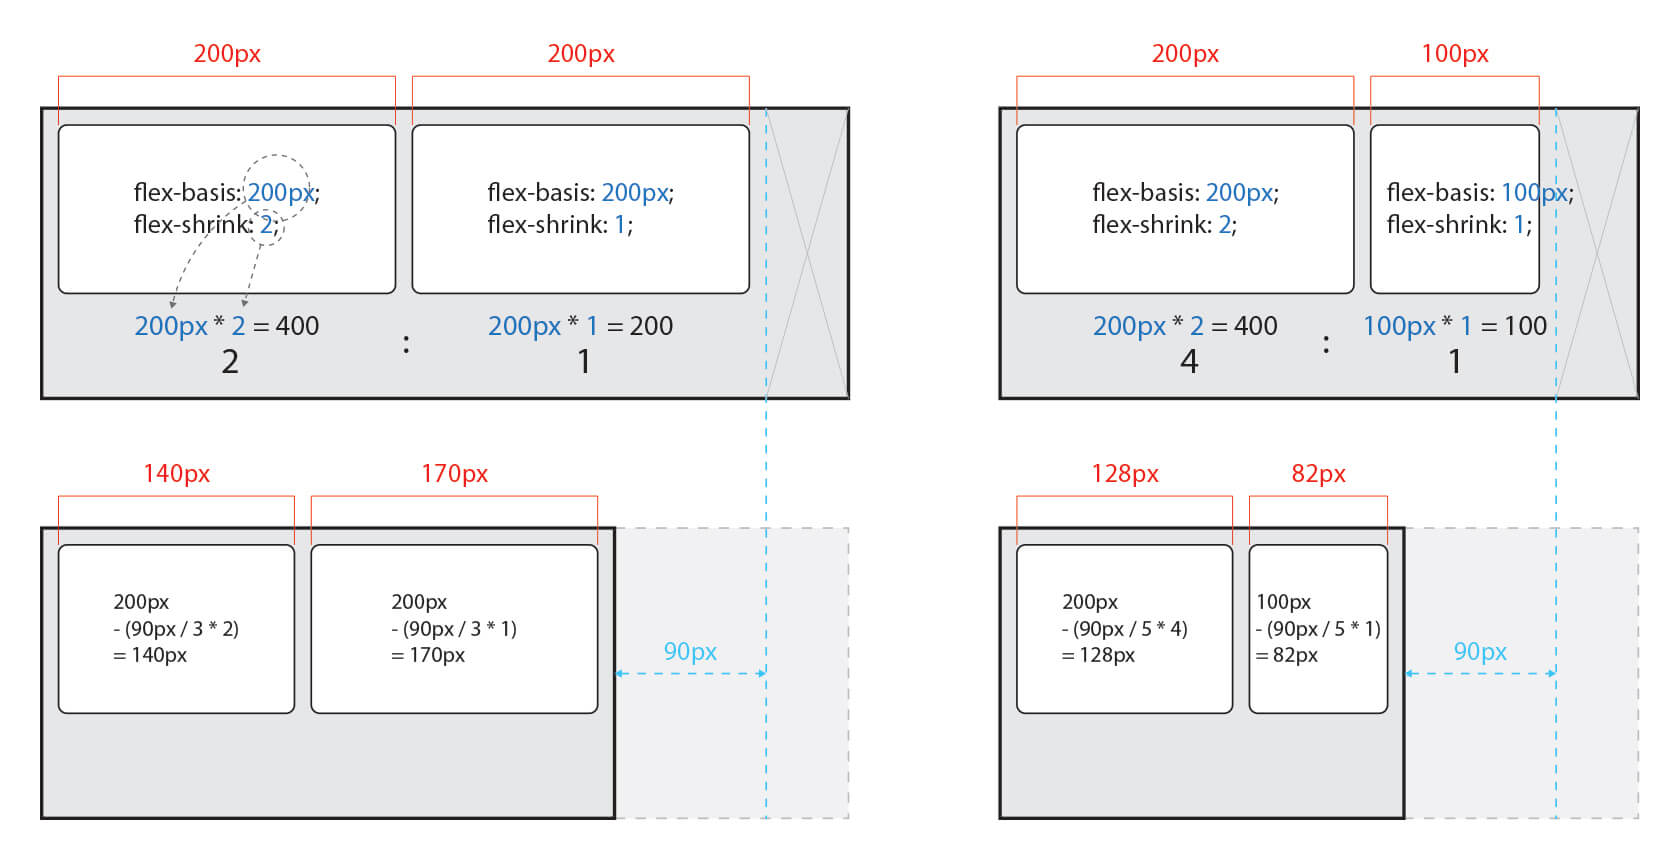 200px
200px
flex-basis: 200px;
flex-shrink: 2;
flex-basis: 200px;
flex-shrink: 1;
200px * 2 = 400
2
:
200px * 1 = 200
1
200px
100px
flex-basis: 200px;
flex-shrink: 2;
flex-basis: 100px;
flex-shrink: 1;
200px * 2 = 400
4
:
100px * 1 = 100
1
140px
170px
200px
- (90px / 3 * 2)
= 140px
200px
- (90px / 3 * 1)
= 170px
90px
128px
82px
200px
- (90px / 5 * 4)
= 128px
100px
- (90px / 5 * 1)
= 82px
90px